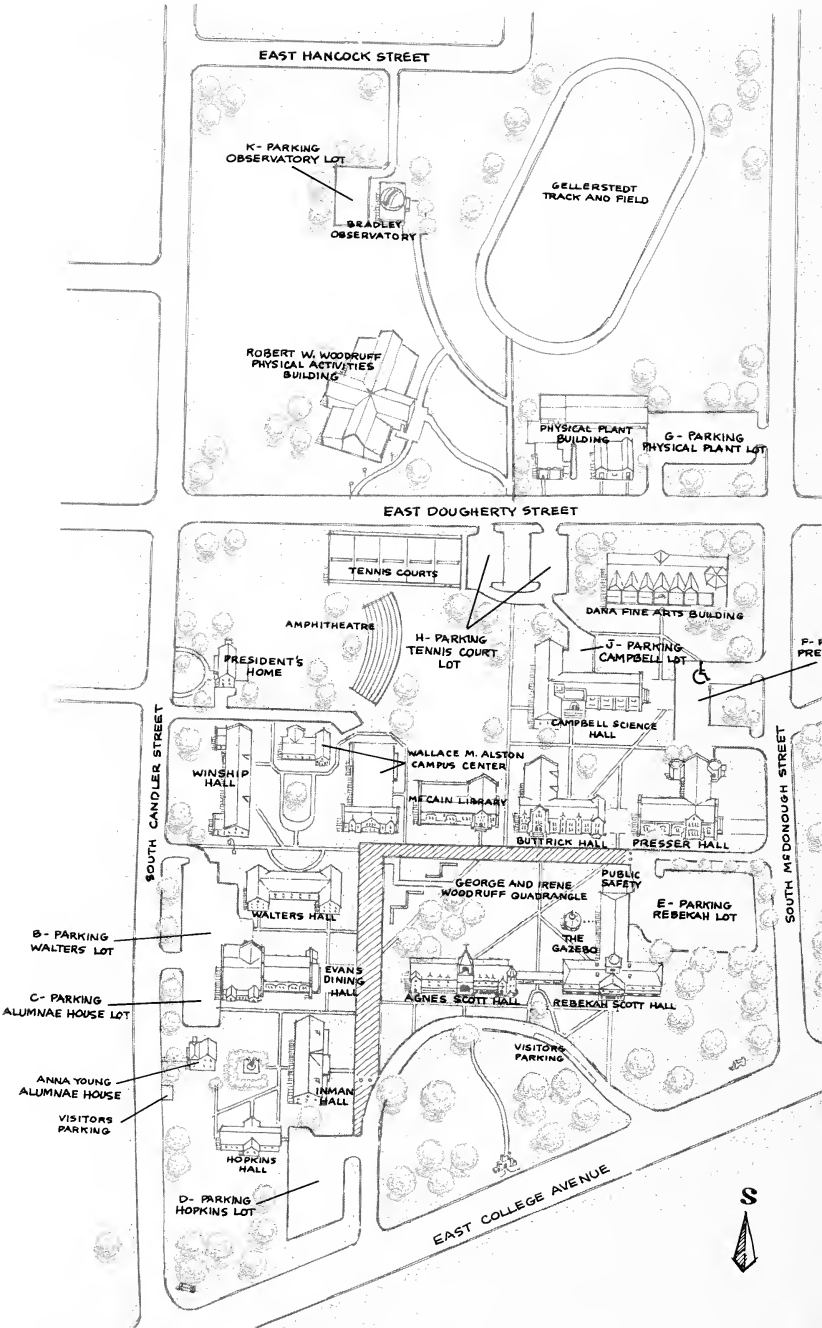 EAST HANCOCK STREET
K- PARKING
OBSERVATORY LOT
BRADLEY
OBSERVATORY
GELLERSTEDT
TRACK AND FIELD
ROBERT W. WOODRUFF
PHYSICAL ACTIVITIES
BUILDING
PHYSICAL PLANT
BUILDING
G- PARKING
PHYSICAL PLANT LOT
EAST DOUGHERTY STREET
TENNIS COURTS
DANA FINE ARTS BUILDING
AMPHITHEATRE
H- PARKING
TENNIS COURT
LOT
J- PARKING
CAMPBELL LOT
F- P
PRE
PRESIDENT'S
HOME
CAMPBELL SCIENCE
HALL
SOUTH CANDLER STREET
SOUTH McDONOUGH STREET
WINSHIP
HALL
WALLACE M. ALSTON
CAMPUS CENTER
McCAIN LIBRARY
BUTTRICK HALL
PRESSER HALL
GEORGE AND IRENE
WOODRUFF QUADRANGLE
PUBLIC
SAFETY
E- PARKING
REBEKAH LOT
WALTERS HALL
B- PARKING
WALTERS LOT
THE
GAZEBO
EVANS
DINING
HALL
C- PARKING
ALUMNAE HOUSE LOT
AGNES SCOTT HALL
REBEKAH SCOTT HALL
VISITORS
PARKING
ANNA YOUNG
ALUMNAE HOUSE
INMAN
HALL
VISITORS
PARKING
HOPKINS
HALL
D- PARKING
HOPKINS LOT
EAST COLLEGE AVENUE
S